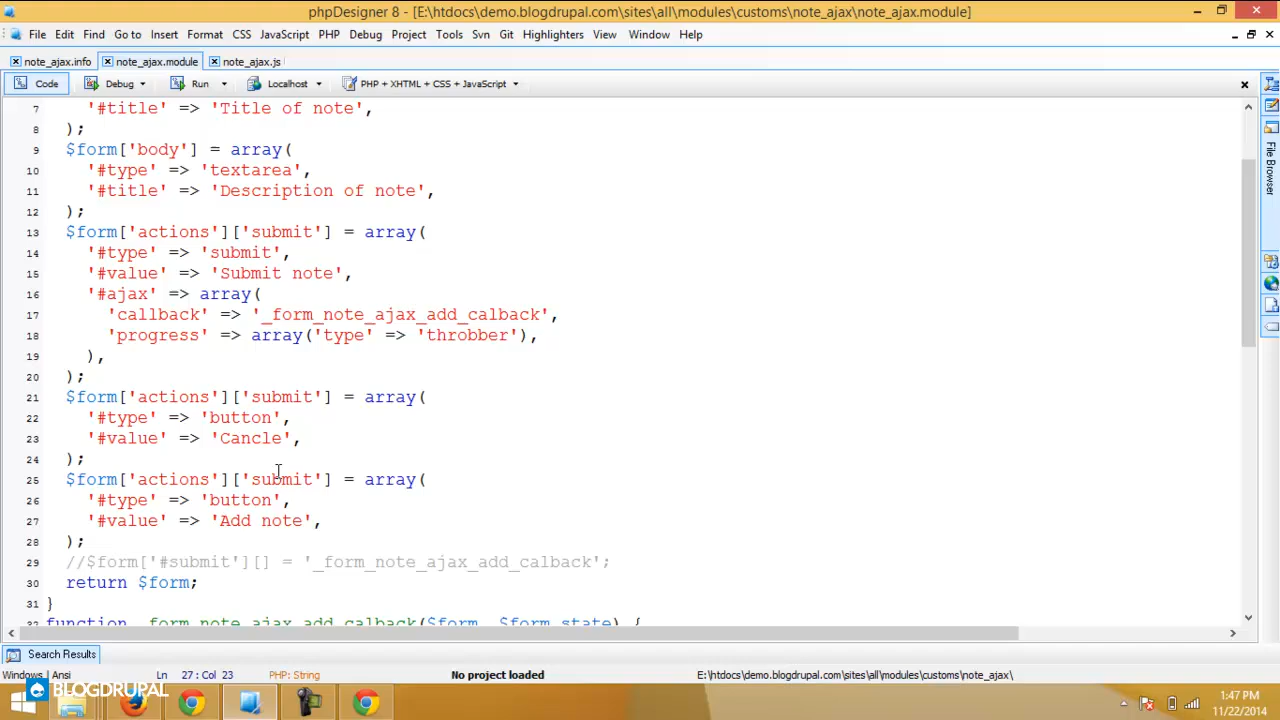 phpDesigner 8 - [E:\htdocs\demo.blogdrupal.com\sites\all\modules\customs\note_ajax\note_ajax.module]
File Edit Find Go to Insert Format CSS JavaScript PHP Debug Project Tools Svn Git Highlighters View Window Help
note_ajax.info note_ajax.module note_ajax.js
Code Debug Run Localhost PHP + XHTML + CSS + JavaScript
7 '#title' => 'Title of note',
8 );
9 $form['body'] = array(
10 '#type' => 'textarea',
11 '#title' => 'Description of note',
12 );
13 $form['actions']['submit'] = array(
14 '#type' => 'submit',
15 '#value' => 'Submit note',
16 '#ajax' => array(
17 'callback' => '_form_note_ajax_add_calback',
18 'progress' => array('type' => 'throbber'),
19 ),
20 );
21 $form['actions']['submit'] = array(
22 '#type' => 'button',
23 '#value' => 'Cancle',
24 );
25 $form['actions']['submit'] = array(
26 '#type' => 'button',
27 '#value' => 'Add note',
28 );
29 //$form['#submit'][] = '_form_note_ajax_add_calback';
30 return $form;
31 }
32 function _form_note_ajax_add_calback($form, $form_state) {
File Browser
Search Results
Windows | Ansi Ln 27 : Col 23 PHP: String No project loaded E:\htdocs\demo.blogdrupal.com\sites\all\modules\customs\note_ajax\
BLOGDRUPAL
1:47 PM
11/22/2014